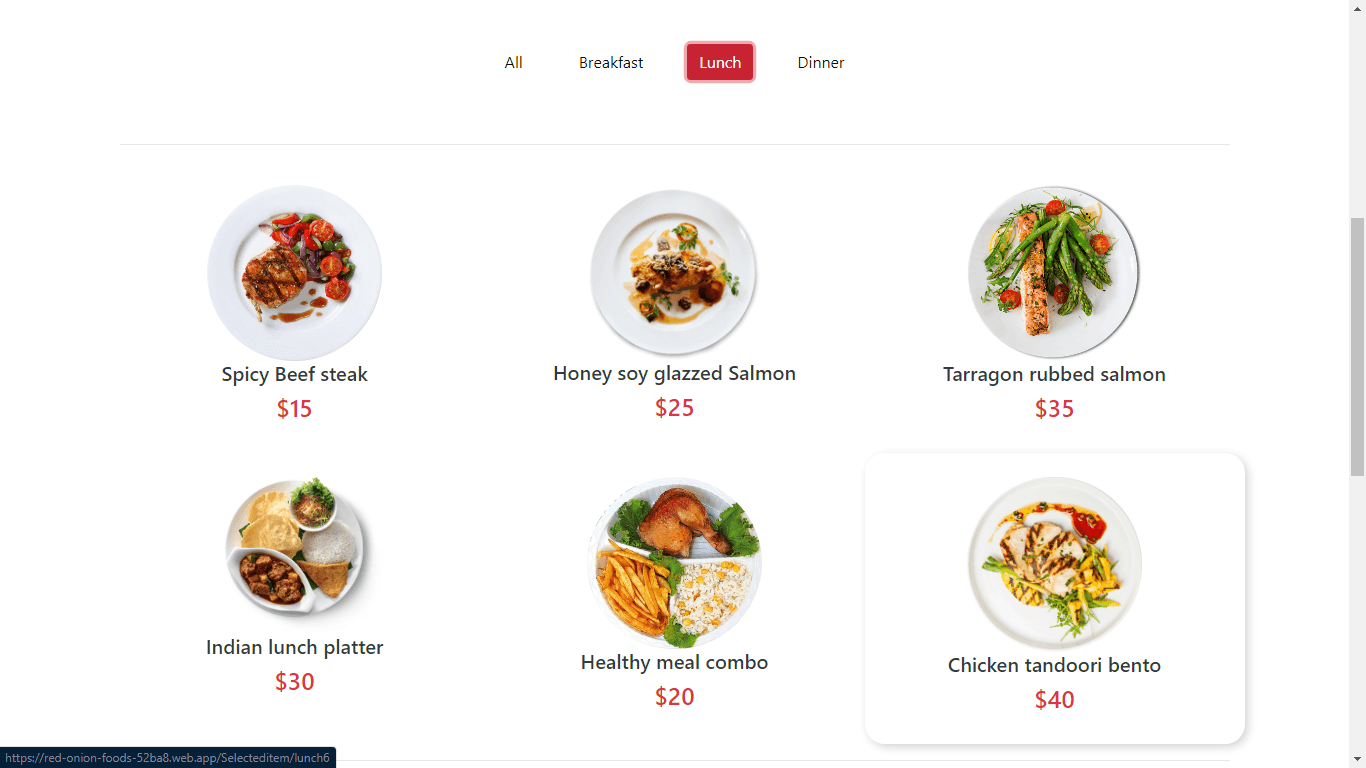 All Breakfast Lunch Dinner
Spicy Beef steak
$15
Honey soy glazzed Salmon
$25
Tarragon rubbed salmon
$35
Indian lunch platter
$30
Healthy meal combo
$20
Chicken tandoori bento
$40
https://red-onion-foods-52ba8.web.app/Selecteditem/lunch6